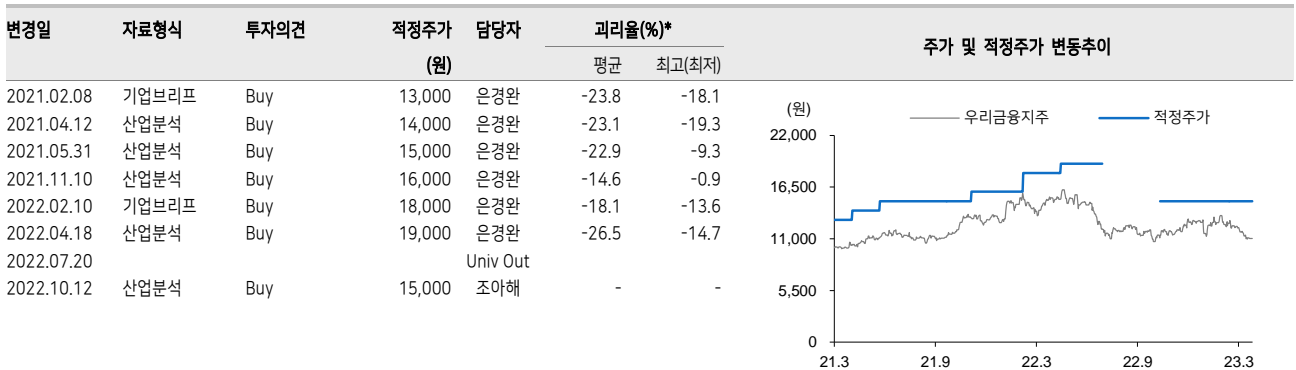 변경일 자료형식 투자의견 적정주가 담당자 괴리율(%)* 주가 및 적정주가 변동추이
(원) 평균 최고(최저)
2021.02.08 기업브리프 Buy 13,000 은경완 -23.8 -18.1
2021.04.12 산업분석 Buy 14,000 은경완 -23.1 -19.3
2021.05.31 산업분석 Buy 15,000 은경완 -22.9 -9.3
2021.11.10 산업분석 Buy 16,000 은경완 -14.6 -0.9
2022.02.10 기업브리프 Buy 18,000 은경완 -18.1 -13.6
2022.04.18 산업분석 Buy 19,000 은경완 -26.5 -14.7
2022.07.20 Univ Out
2022.10.12 산업분석 Buy 15,000 조아해 - -
(원)
우리금융지주 적정주가
22,000
16,500
11,000
5,500
0
21.3 21.9 22.3 22.9 23.3